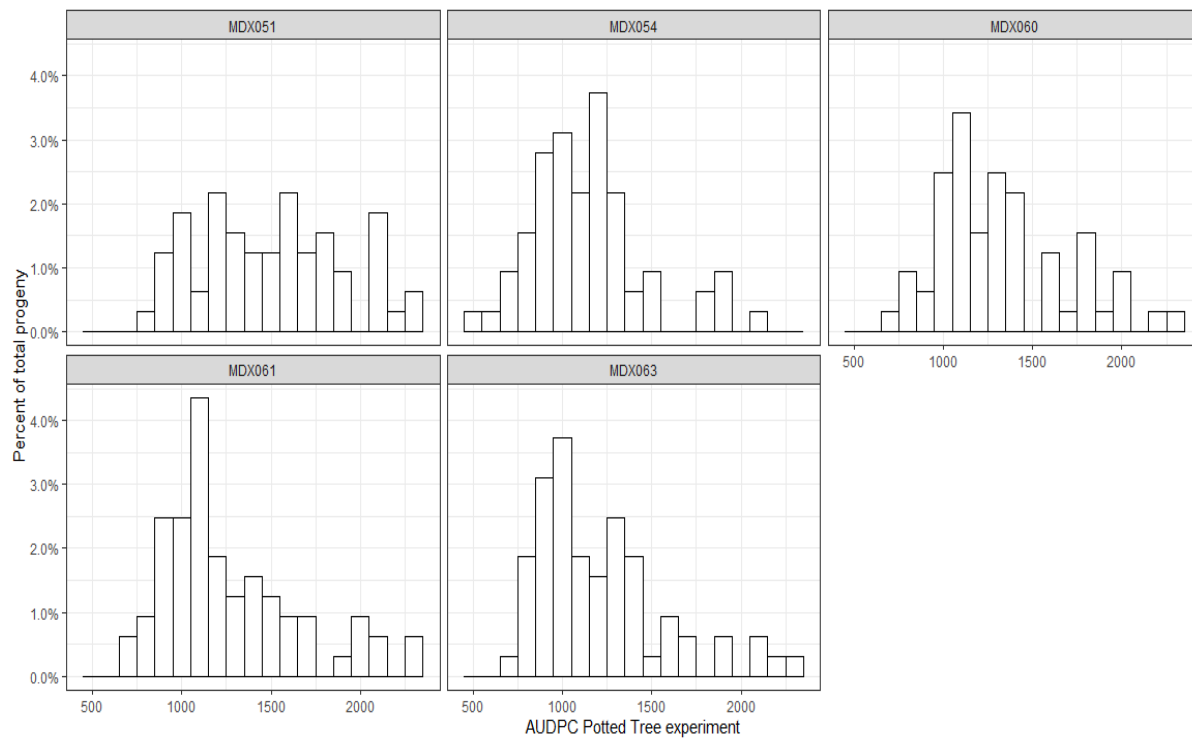 MDX051 MDX054 MDX060
4.0%
3.0%
2.0%
1.0%
0.0%
500 1000 1500 2000
MDX061 MDX063
4.0%
3.0%
2.0%
1.0%
0.0%
500 1000 1500 2000 500 1000 1500 2000
AUDPC Potted Tree experiment
Percent of total progeny